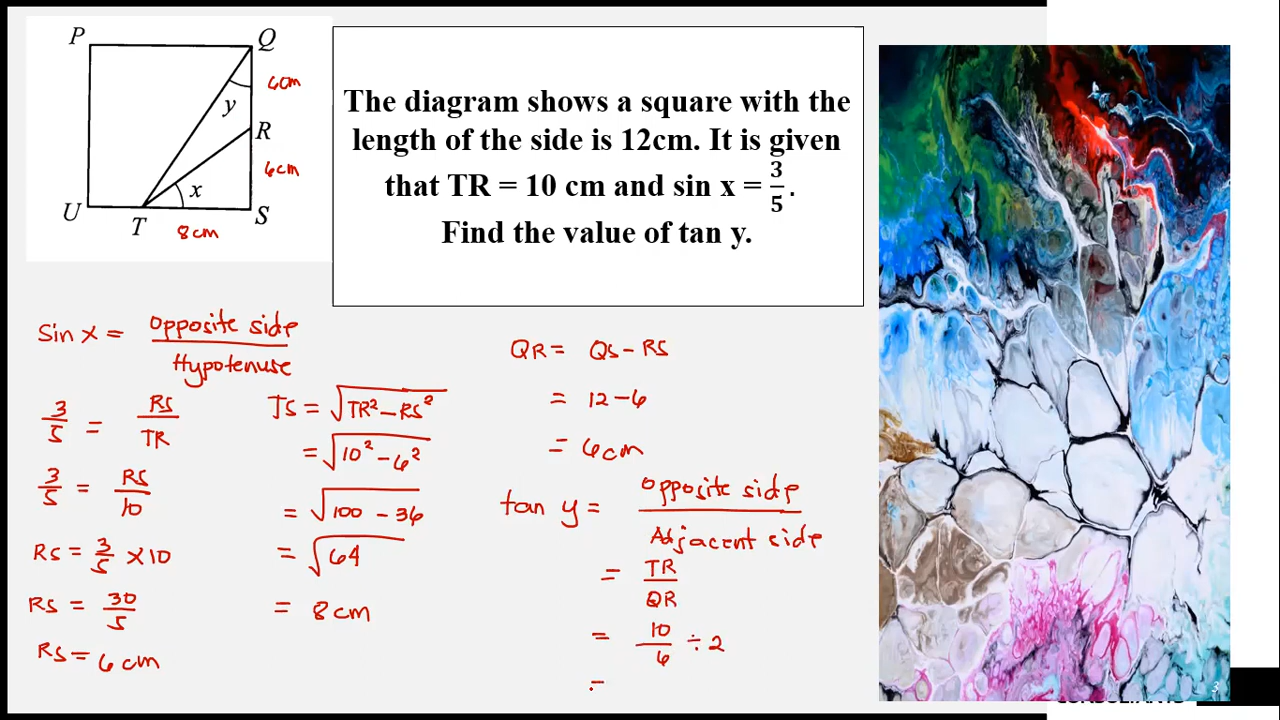 P
Q
6cm
y
R
6cm
x
U
T
S
8cm
The diagram shows a square with the
length of the side is 12cm. It is given
that TR = 10 cm and sin x = 3/5.
Find the value of tan y.
Sin x = Opposite side / Hypotenuse
3/5 = RS/TR
3/5 = RS/10
RS = 3/5 × 10
RS = 30/5
RS = 6 cm
TS = √TR² - RS²
= √10² - 6²
= √100 - 36
= √64
= 8 cm
QR = QS - RS
= 12 - 6
= 6cm
tan y = Opposite side / Adjacent side
= TR/QR
= 10/6 ÷ 2
=
3